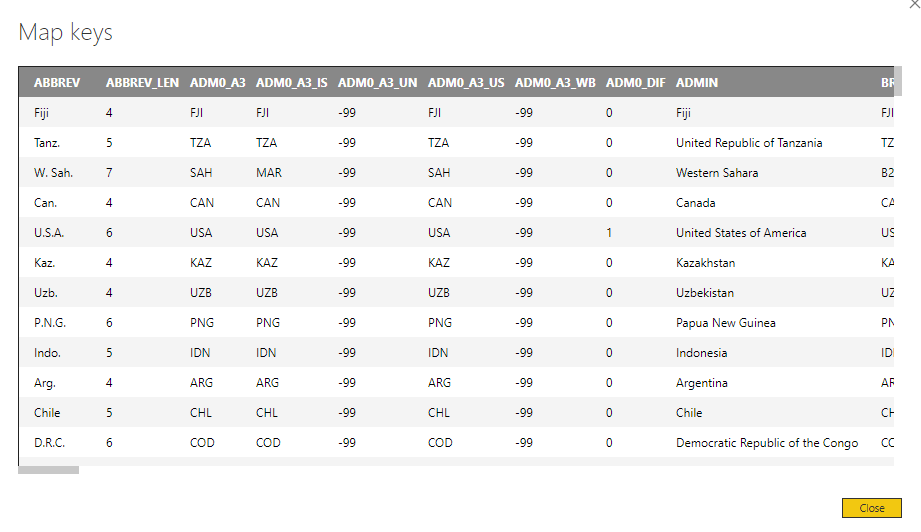 Map keys
ABBREV ABBREV_LEN ADM0_A3 ADM0_A3_IS ADM0_A3_UN ADM0_A3_US ADM0_A3_WB ADM0_DIF ADMIN BR
Fiji 4 FJI FJI -99 FJI -99 0 Fiji FJI
Tanz. 5 TZA TZA -99 TZA -99 0 United Republic of Tanzania TZ
W. Sah. 7 SAH MAR -99 SAH -99 0 Western Sahara B2
Can. 4 CAN CAN -99 CAN -99 0 Canada CA
U.S.A. 6 USA USA -99 USA -99 1 United States of America US
Kaz. 4 KAZ KAZ -99 KAZ -99 0 Kazakhstan KA
Uzb. 4 UZB UZB -99 UZB -99 0 Uzbekistan UZ
P.N.G. 6 PNG PNG -99 PNG -99 0 Papua New Guinea PN
Indo. 5 IDN IDN -99 IDN -99 0 Indonesia ID
Arg. 4 ARG ARG -99 ARG -99 0 Argentina AR
Chile 5 CHL CHL -99 CHL -99 0 Chile CH
D.R.C. 6 COD COD -99 COD -99 0 Democratic Republic of the Congo CO
Close